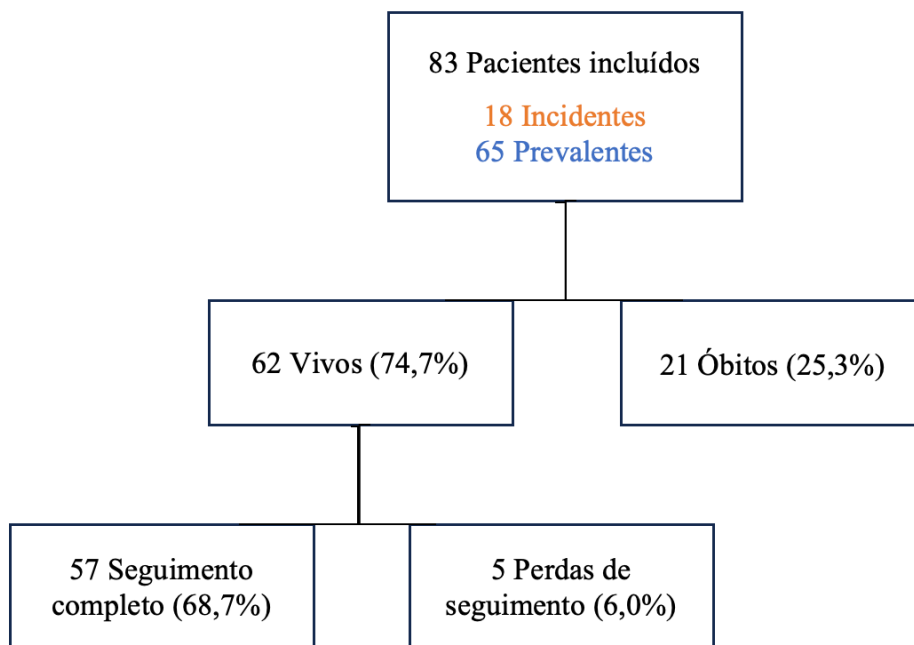 83 Pacientes incluídos
18 Incidentes
65 Prevalentes
62 Vivos (74,7%)
21 Óbitos (25,3%)
57 Seguimento
completo (68,7%)
5 Perdas de
seguimento (6,0%)